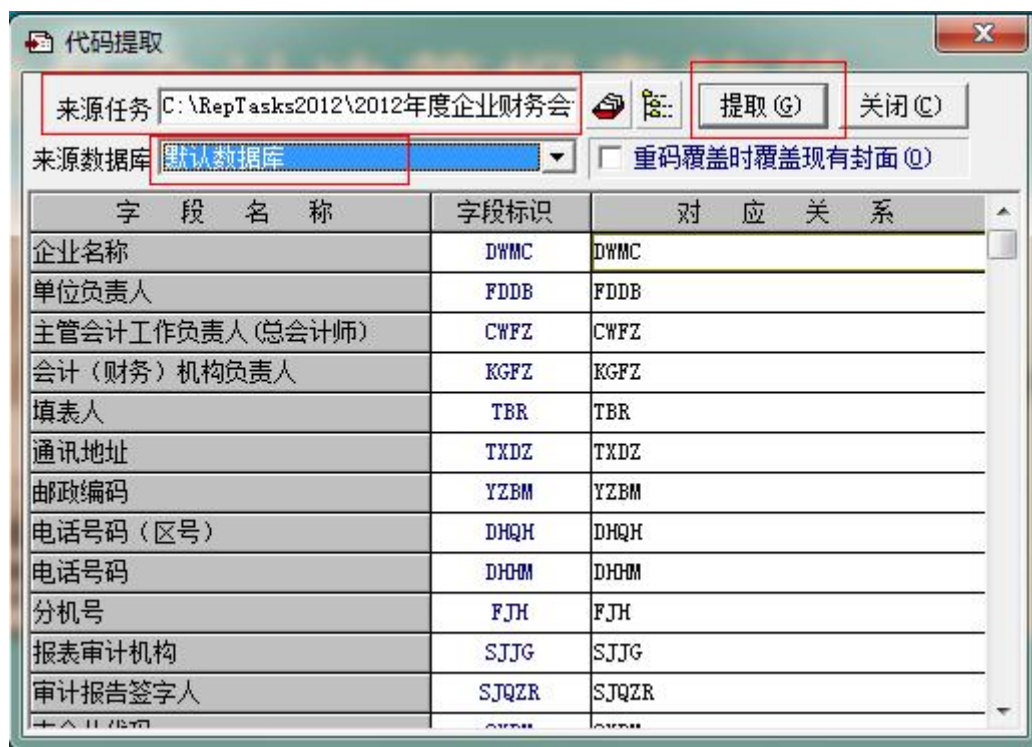 代码提取
来源任务 C:\RepTasks2012\2012年度企业财务会 提取(G) 关闭(C)
来源数据库 默认数据库 重码覆盖时覆盖现有封面(O)
字段名称 字段标识 对应关系
企业名称 DWMC DWMC
单位负责人 FDDB FDDB
主管会计工作负责人(总会计师) CWFZ CWFZ
会计（财务）机构负责人 KGFZ KGFZ
填表人 TBR TBR
通讯地址 TXDZ TXDZ
邮政编码 YZBM YZBM
电话号码（区号） DHQH DHQH
电话号码 DHHM DHHM
分机号 FJH FJH
报表审计机构 SJJG SJJG
审计报告签字人 SJQZR SJQZR